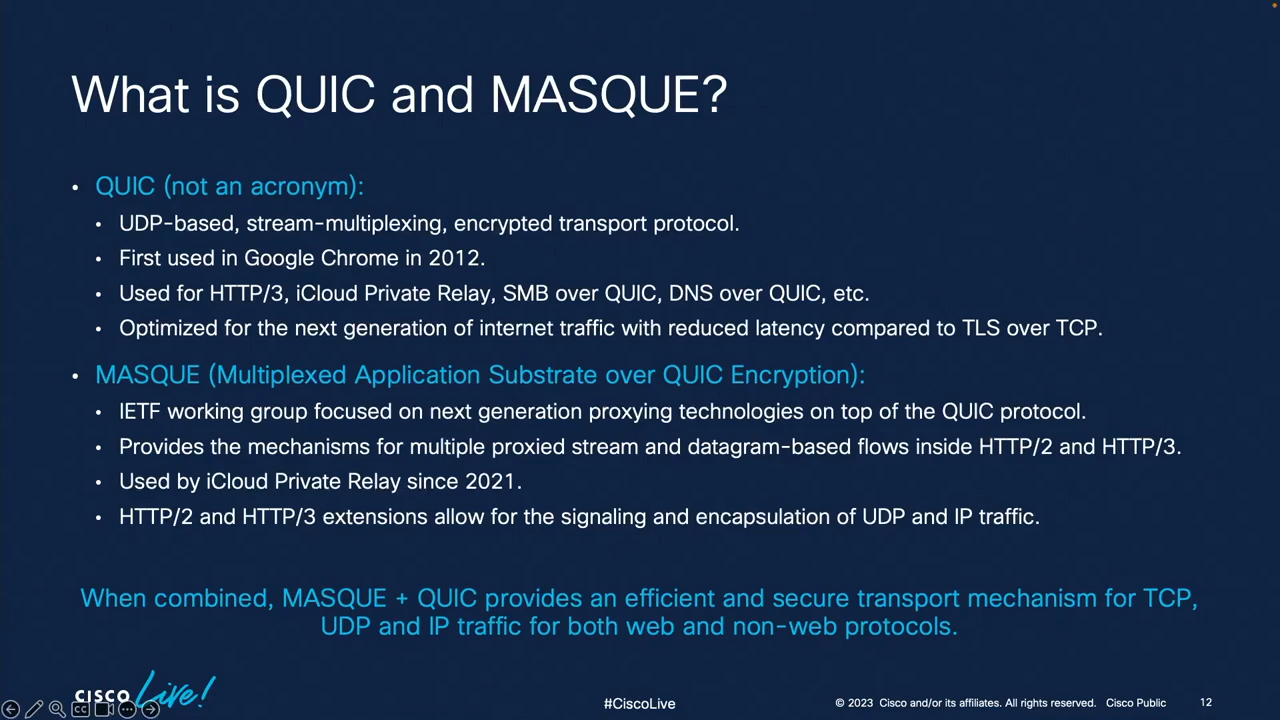 What is QUIC and MASQUE?
• QUIC (not an acronym):
• UDP-based, stream-multiplexing, encrypted transport protocol.
• First used in Google Chrome in 2012.
• Used for HTTP/3, iCloud Private Relay, SMB over QUIC, DNS over QUIC, etc.
• Optimized for the next generation of internet traffic with reduced latency compared to TLS over TCP.
• MASQUE (Multiplexed Application Substrate over QUIC Encryption):
• IETF working group focused on next generation proxying technologies on top of the QUIC protocol.
• Provides the mechanisms for multiple proxied stream and datagram-based flows inside HTTP/2 and HTTP/3.
• Used by iCloud Private Relay since 2021.
• HTTP/2 and HTTP/3 extensions allow for the signaling and encapsulation of UDP and IP traffic.
When combined, MASQUE + QUIC provides an efficient and secure transport mechanism for TCP,
UDP and IP traffic for both web and non-web protocols.
CISCO Live!
#CiscoLive
© 2023 Cisco and/or its affiliates. All rights reserved. Cisco Public
12